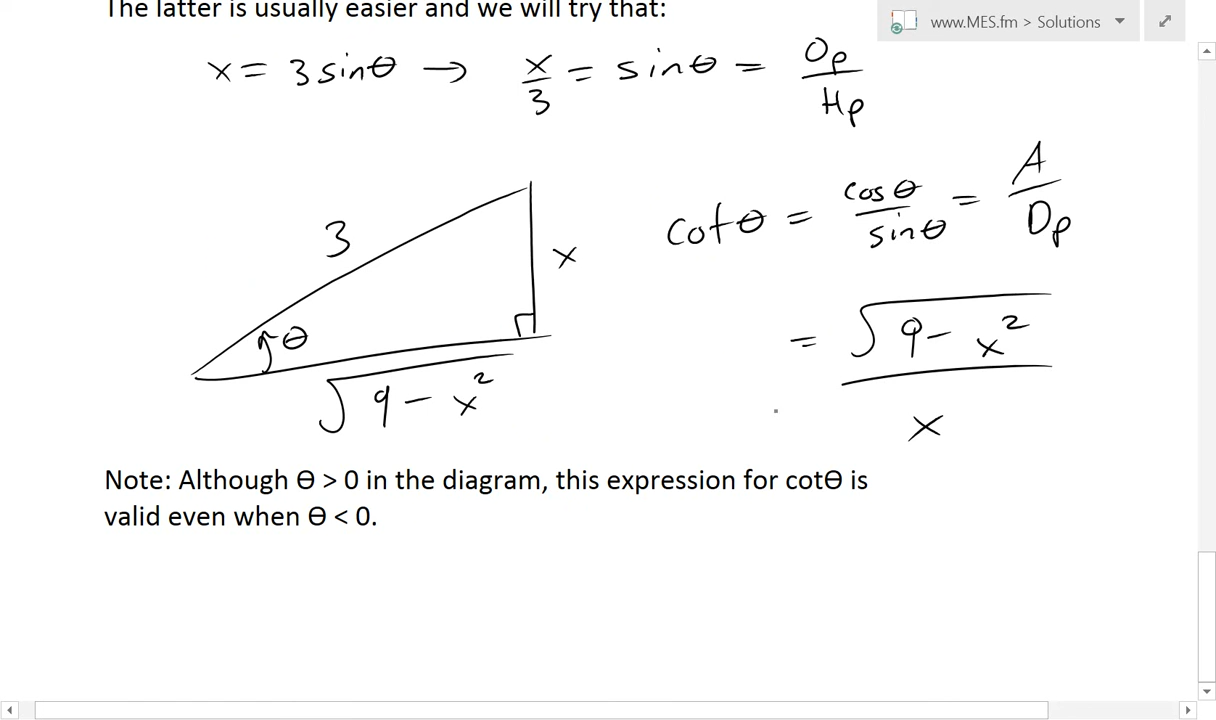 The latter is usually easier and we will try that:
www.MES.fm > Solutions
x = 3 sinθ → x/3 = sinθ = Op/Hp
cotθ = cosθ/sinθ = A/Op
3
x
θ
√(9 - x²)
= √(9 - x²)/x
Note: Although Θ > 0 in the diagram, this expression for cotΘ is
valid even when Θ < 0.